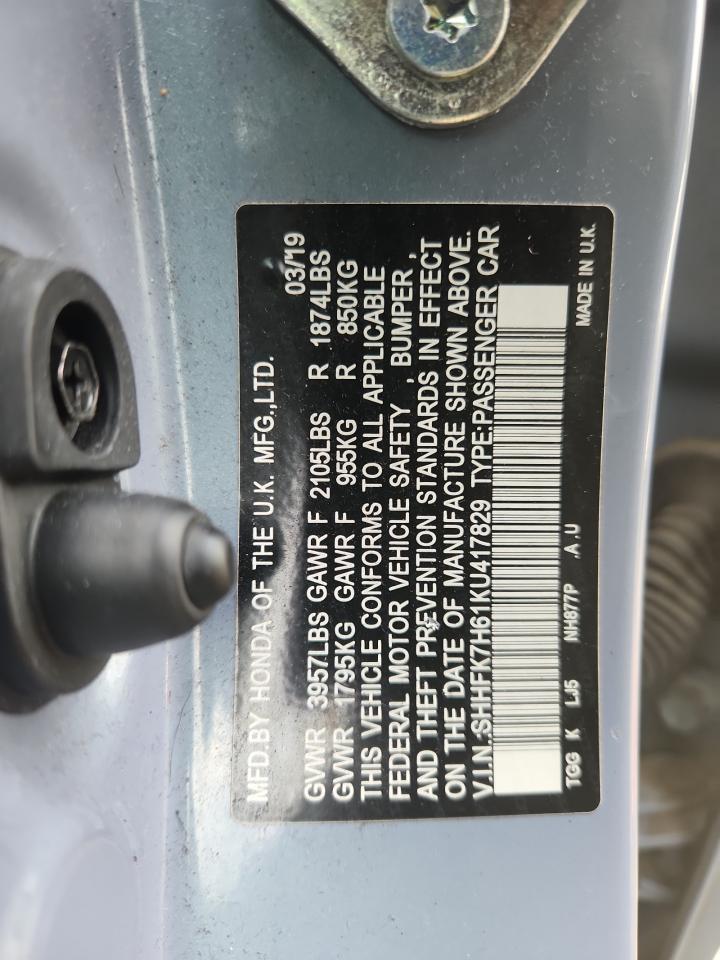 MFD.BY HONDA OF THE U.K. MFG.,LTD.
03/19
GVWR 3957LBS GAWR F 2105LBS R 1874LBS
GVWR 1795KG GAWR F 955KG R 850KG
THIS VEHICLE CONFORMS TO ALL APPLICABLE
FEDERAL MOTOR VEHICLE SAFETY , BUMPER ,
AND THEFT PREVENTION STANDARDS IN EFFECT
ON THE DATE OF MANUFACTURE SHOWN ABOVE.
V.I.N.:SHHFK7H61KU417829 TYPE:PASSENGER CAR
TGG K LJ5 NH877P .A .U MADE IN U.K.